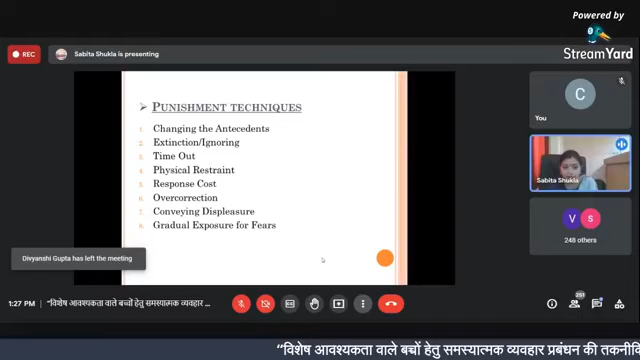 Powered by
StreamYard
REC
Sabita Shukla is presenting
➢ PUNISHMENT TECHNIQUES
1. Changing the Antecedents
2. Extinction/Ignoring
3. Time Out
4. Physical Restraint
5. Response Cost
6. Overcorrection
7. Conveying Displeasure
8. Gradual Exposure for Fears
C
You
Sabita Shukla
V S
248 others
Divyanshi Gupta has left the meeting
1:27 PM | "विशेष आवश्यकता वाले बच्चों हेतु समस्यात्मक व्यवहार ...
251
"विशेष आवश्यकता वाले बच्चों हेतु समस्यात्मक व्यवहार प्रबंधन की तकनीवि